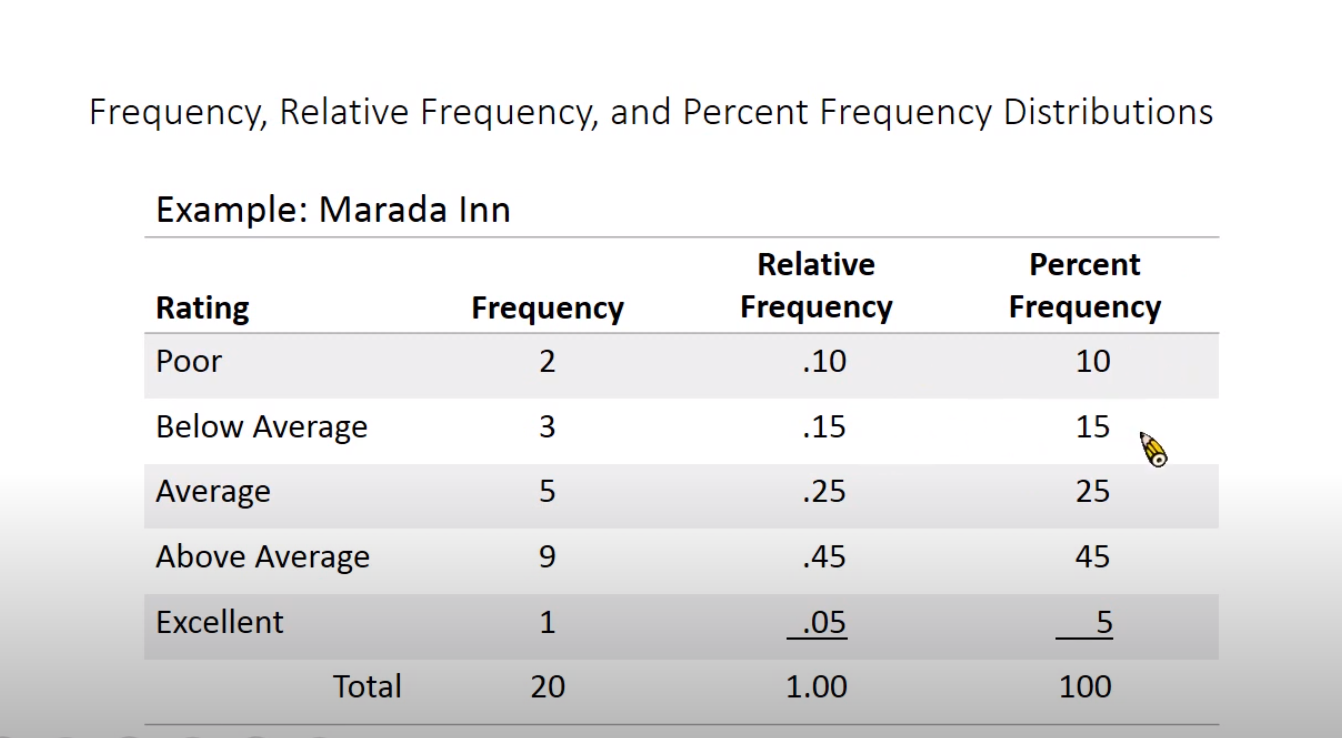 Frequency, Relative Frequency, and Percent Frequency Distributions
Example: Marada Inn
Relative Percent
Rating Frequency Frequency Frequency
Poor 2 .10 10
Below Average 3 .15 15
Average 5 .25 25
Above Average 9 .45 45
Excellent 1 .05 5
Total 20 1.00 100